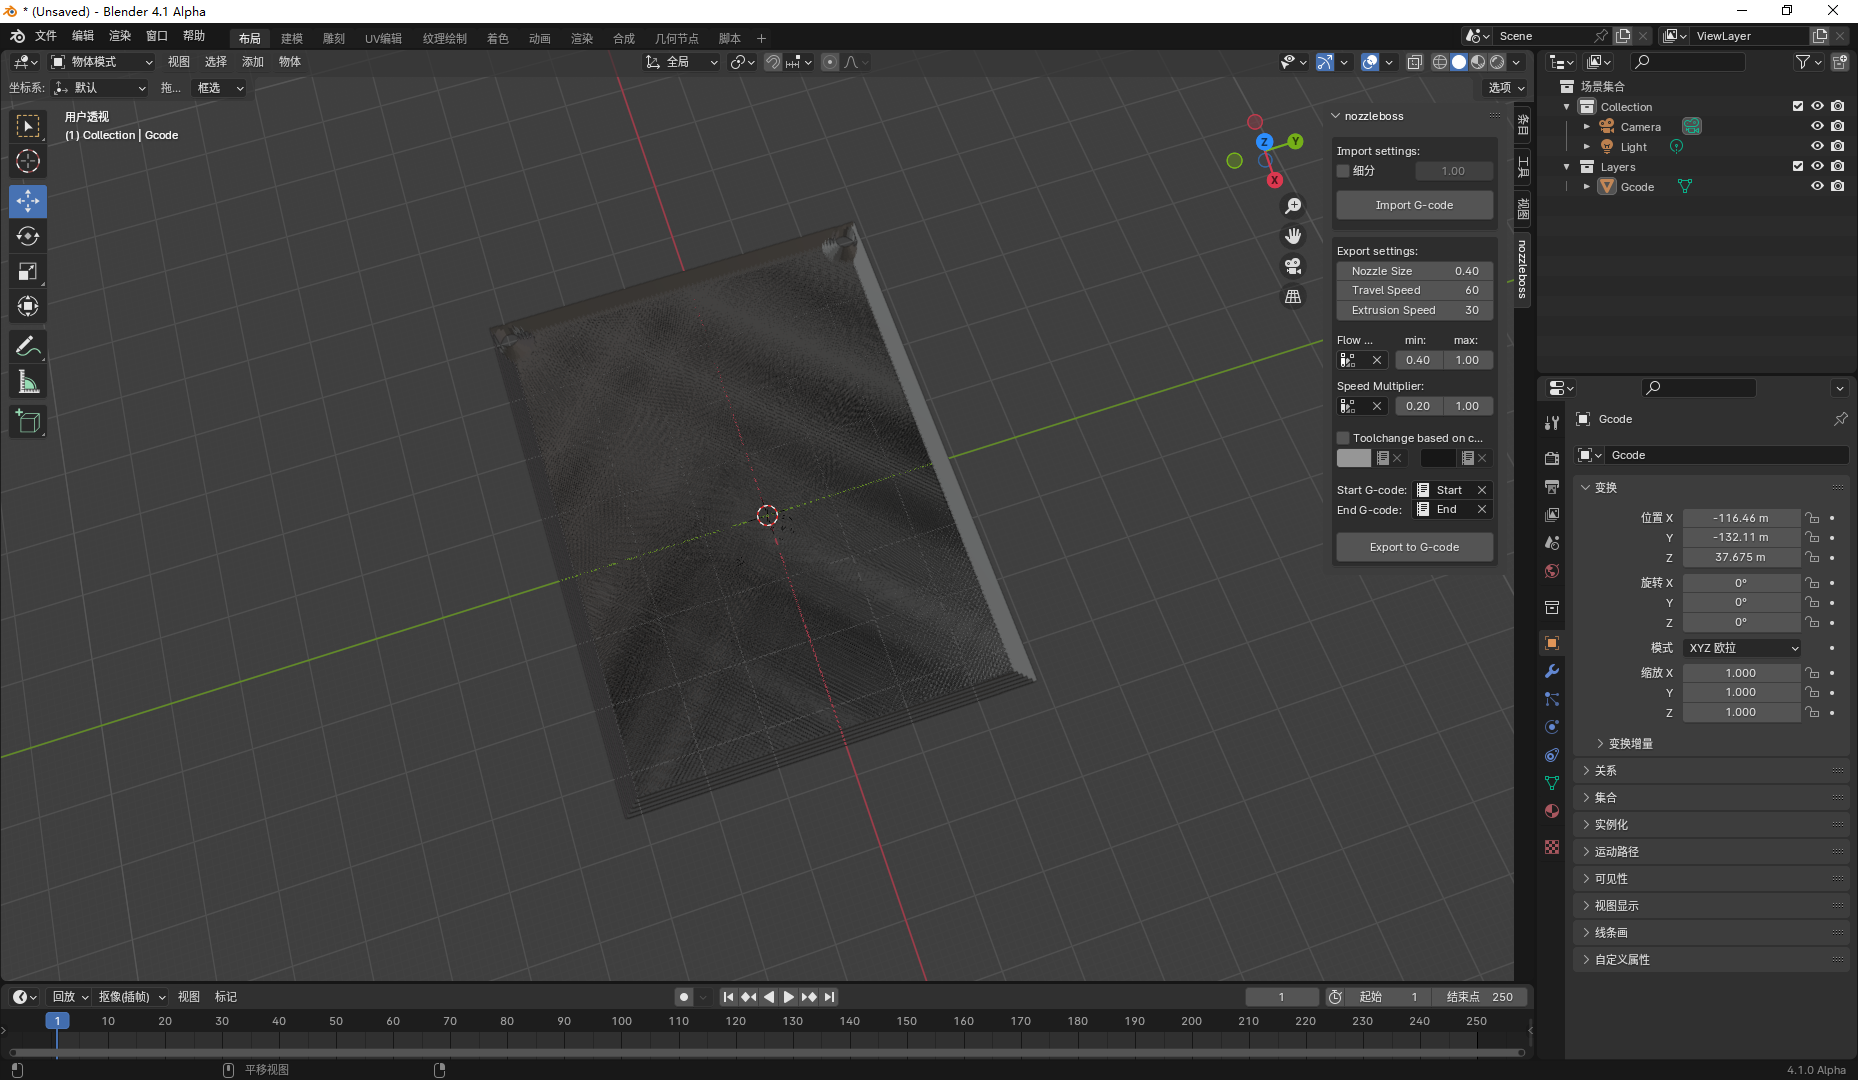 * (Unsaved) - Blender 4.1 Alpha
文件 编辑 渲染 窗口 帮助 布局 建模 雕刻 UV编辑 纹理绘制 着色 动画 渲染 合成 几何节点 脚本 + Scene ViewLayer
物体模式 视图 选择 添加 物体 全局
坐标系: 默认 拖... 框选 选项
用户透视
(1) Collection | Gcode
Z Y X
nozzleboss
Import settings:
细分 1.00
Import G-code
Export settings:
Nozzle Size 0.40
Travel Speed 60
Extrusion Speed 30
Flow ... min: max:
0.40 1.00
Speed Multiplier:
0.20 1.00
Toolchange based on c...
Start G-code: Start
End G-code: End
Export to G-code
条目
工具
视图
nozzleboss
场景集合
Collection
Camera
Light
Layers
Gcode
Gcode
Gcode
变换
位置 X -116.46 m
Y -132.11 m
Z 37.675 m
旋转 X 0°
Y 0°
Z 0°
模式 XYZ 欧拉
缩放 X 1.000
Y 1.000
Z 1.000
变换增量
关系
集合
实例化
运动路径
可见性
视图显示
线条画
自定义属性
回放 抠像(插帧) 视图 标记 1 起始 1 结束点 250
1 10 20 30 40 50 60 70 80 90 100 110 120 130 140 150 160 170 180 190 200 210 220 230 240 250
平移视图 4.1.0 Alpha